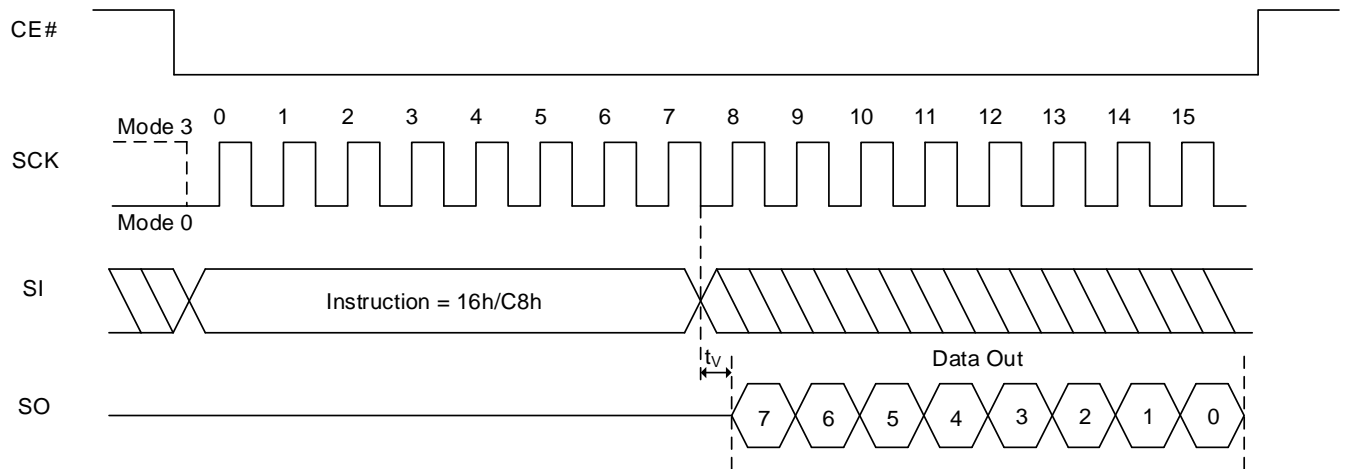 CE#
0 1 2 3 4 5 6 7 8 9 10 11 12 13 14 15
Mode 3
SCK
Mode 0
SI
Instruction = 16h/C8h
tV
Data Out
SO
7 6 5 4 3 2 1 0